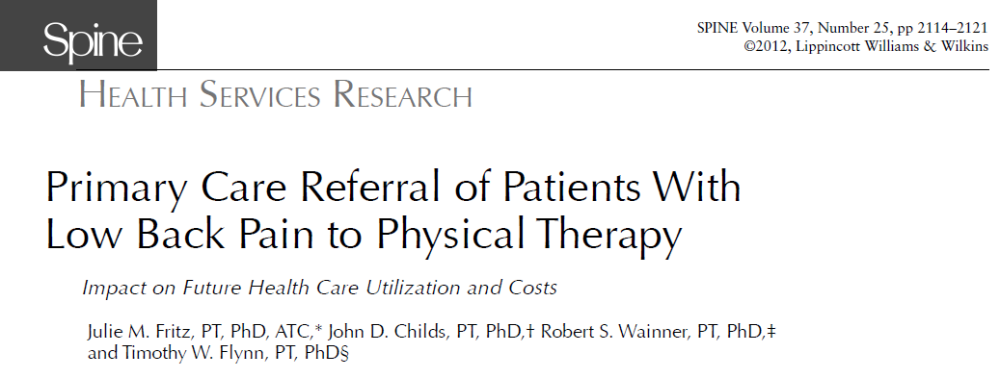 Spine
SPINE Volume 37, Number 25, pp 2114–2121
©2012, Lippincott Williams & Wilkins
HEALTH SERVICES RESEARCH
Primary Care Referral of Patients With
Low Back Pain to Physical Therapy
Impact on Future Health Care Utilization and Costs
Julie M. Fritz, PT, PhD, ATC,* John D. Childs, PT, PhD,† Robert S. Wainner, PT, PhD,‡
and Timothy W. Flynn, PT, PhD§